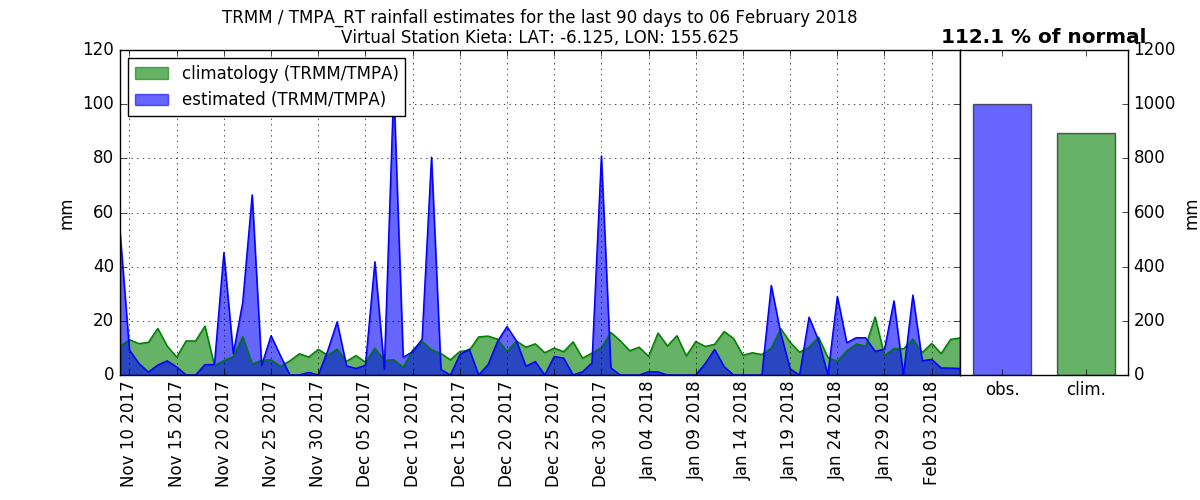 TRMM / TMPA_RT rainfall estimates for the last 90 days to 06 February 2018
Virtual Station Kieta: LAT: -6.125, LON: 155.625
112.1 % of normal
climatology (TRMM/TMPA)
estimated (TRMM/TMPA)
120
100
80
60
40
20
0
mm
1200
1000
800
600
400
200
0
mm
Nov 10 2017
Nov 15 2017
Nov 20 2017
Nov 25 2017
Nov 30 2017
Dec 05 2017
Dec 10 2017
Dec 15 2017
Dec 20 2017
Dec 25 2017
Dec 30 2017
Jan 04 2018
Jan 09 2018
Jan 14 2018
Jan 19 2018
Jan 24 2018
Jan 29 2018
Feb 03 2018
obs.
clim.